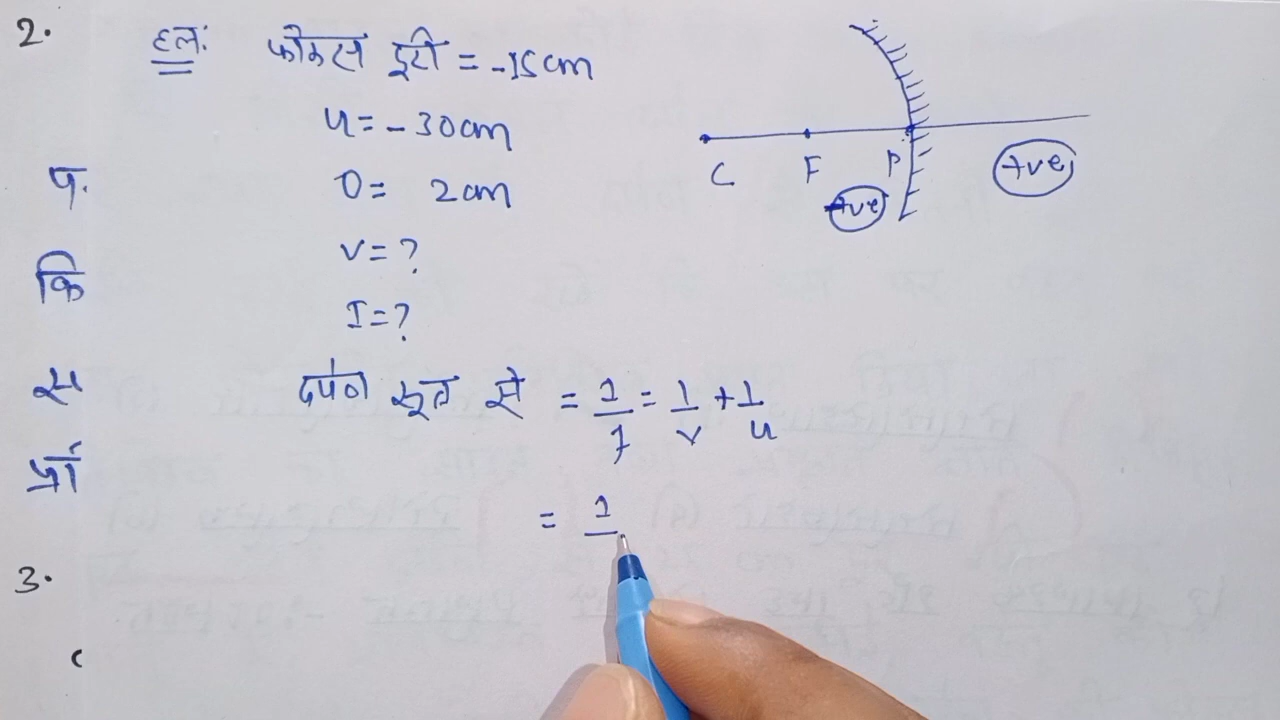 2.
हल: फोकस दूरी = -15cm
u = - 30cm
O = 2cm
v = ?
I = ?
C F P +ve
+ve
दर्पण सूत्र से = 1/f = 1/v + 1/u
= 1
प.
कि
स
प्रा
3.